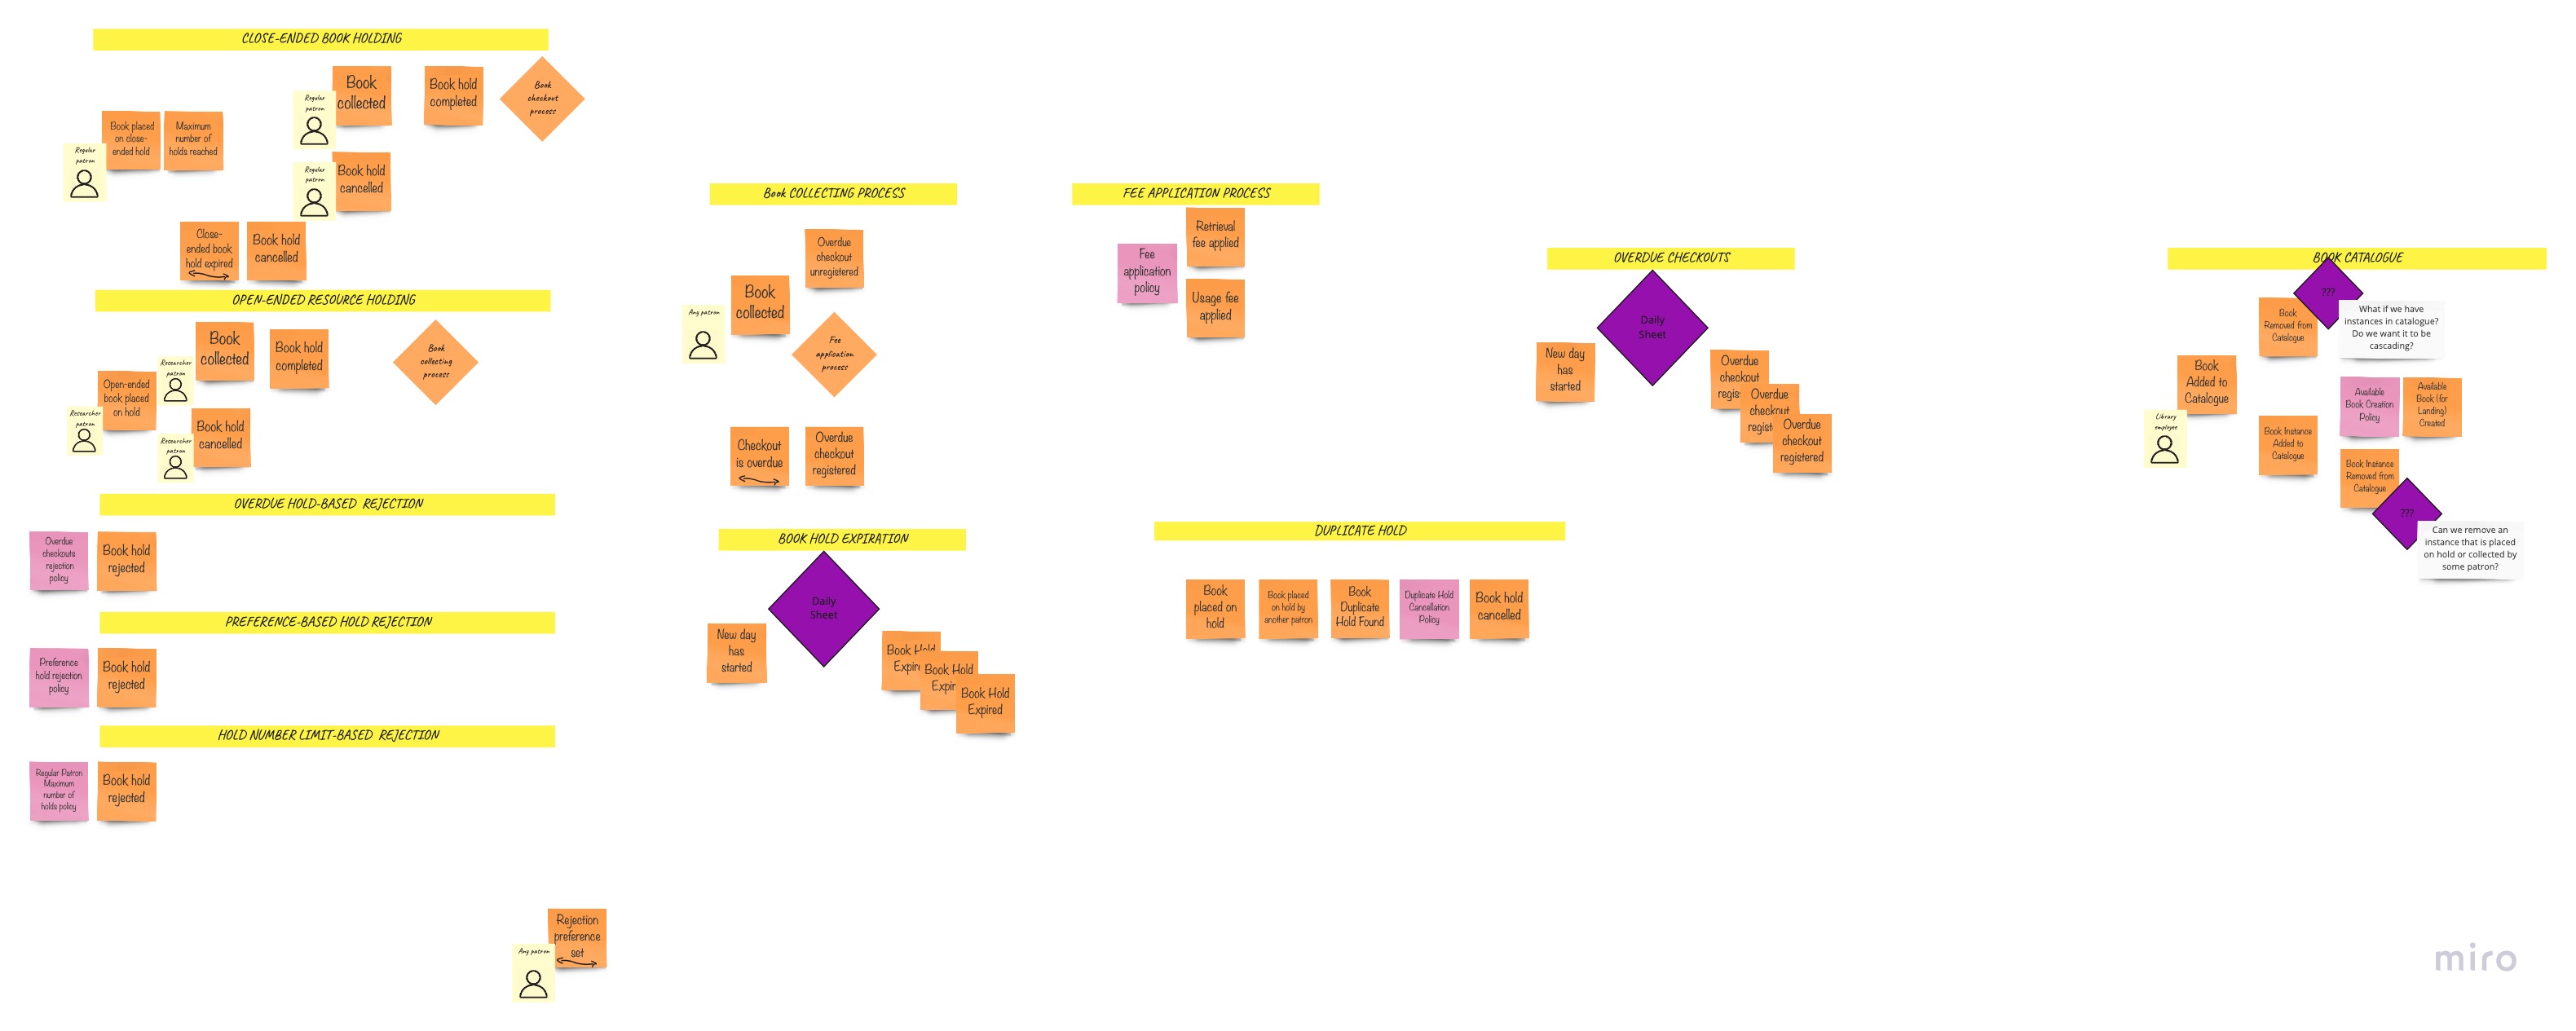 CLOSE-ENDED BOOK HOLDING
Regular
patron
Book placed
on close-
ended hold
Maximum
number of
holds reached
Regular
patron
Book
collected
Book hold
completed
Book
checkout
process
Regular
patron
Book hold
cancelled
Close-
ended book
hold expired
Book hold
cancelled
OPEN-ENDED RESOURCE HOLDING
Researcher
patron
Open-ended
book placed
on hold
Researcher
patron
Book
collected
Book hold
completed
Book
collecting
process
Researcher
patron
Book hold
cancelled
OVERDUE HOLD-BASED REJECTION
Overdue
checkouts
rejection
policy
Book hold
rejected
PREFERENCE-BASED HOLD REJECTION
Preference
hold rejection
policy
Book hold
rejected
HOLD NUMBER LIMIT-BASED REJECTION
Regular Patron
Maximum
number of
holds policy
Book hold
rejected
Any patron
Rejection
preference
set
Book COLLECTING PROCESS
Any patron
Book
collected
Overdue
checkout
unregistered
Fee
application
process
Checkout
is overdue
Overdue
checkout
registered
BOOK HOLD EXPIRATION
New day
has
started
Daily
Sheet
Book Hold
Expir
Book Hold
Expir
Book Hold
Expired
FEE APPLICATION PROCESS
Fee
application
policy
Retrieval
fee applied
Usage fee
applied
DUPLICATE HOLD
Book
placed on
hold
Book placed
on hold by
another patron
Book
Duplicate
Hold Found
Duplicate Hold
Cancellation
Policy
Book hold
cancelled
OVERDUE CHECKOUTS
New day
has
started
Daily
Sheet
Overdue
checkout
regis
Overdue
checkout
regist
Overdue
checkout
registered
BOOK CATALOGUE
Library
employee
Book
Added to
Catalogue
Book
Removed from
Catalogue
???
What if we have
instances in catalogue?
Do we want it to be
cascading?
Book Instance
Added to
Catalogue
Available
Book Creation
Policy
Available
Book (for
Landing)
Created
Book Instance
Removed from
Catalogue
???
Can we remove an
instance that is placed
on hold or collected by
some patron?
miro